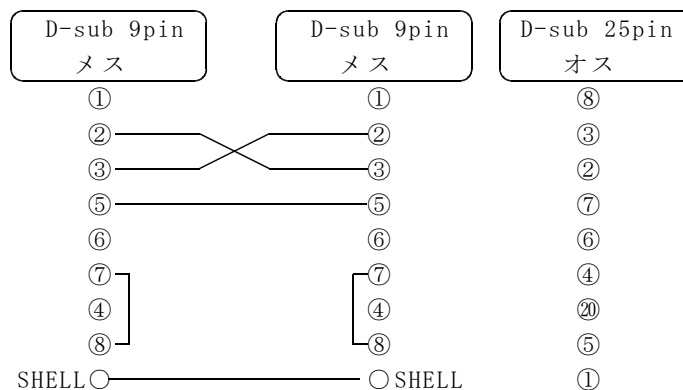 D-sub 9pin D-sub 9pin D-sub 25pin
メス メス オス
① ① ⑧
② ② ③
③ ③ ②
⑤ ⑤ ⑦
⑥ ⑥ ⑥
⑦ ⑦ ④
④ ④ ⑳
⑧ ⑧ ⑤
SHELL SHELL ①